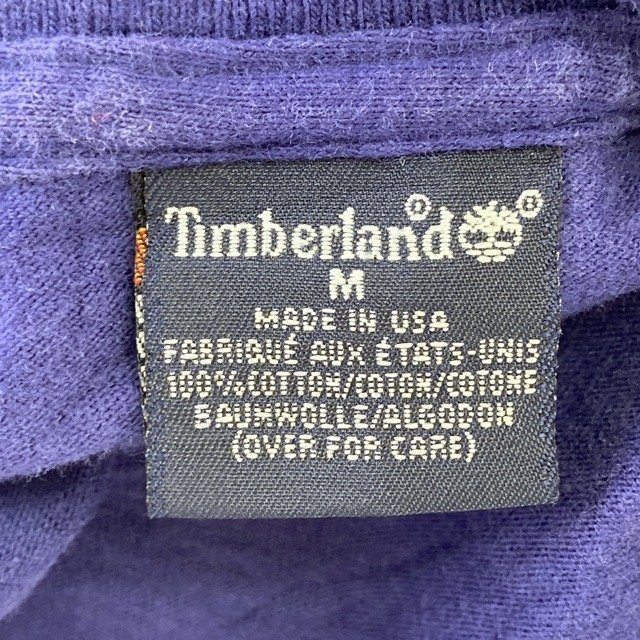 Timberland®
M
MADE IN USA
FABRIQUÉ AUX ÉTATS-UNIS
100%COTTON/COTON/COTONE
BAUMWOLLE/ALGODON
(OVER FOR CARE)